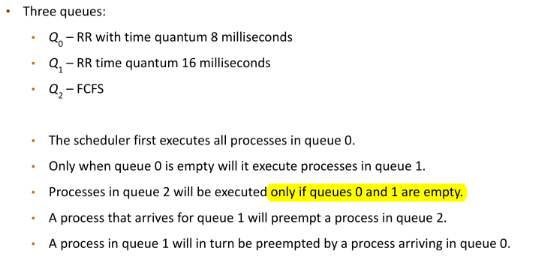 • Three queues:
• Q0 – RR with time quantum 8 milliseconds
• Q1 – RR time quantum 16 milliseconds
• Q2 – FCFS
• The scheduler first executes all processes in queue 0.
• Only when queue 0 is empty will it execute processes in queue 1.
• Processes in queue 2 will be executed only if queues 0 and 1 are empty.
• A process that arrives for queue 1 will preempt a process in queue 2.
• A process in queue 1 will in turn be preempted by a process arriving in queue 0.